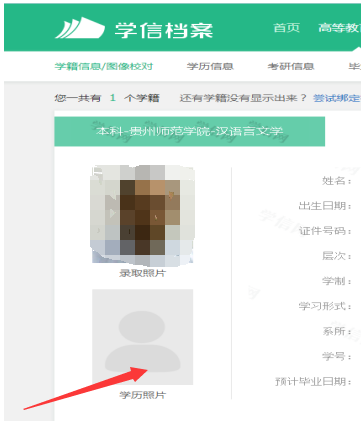 学信档案 首页 高等教
学籍信息/图像校对 学历信息 考研信息 毕
您一共有 1 个学籍 还有学籍没有显示出来？ 尝试绑定
本科-贵州师范学院-汉语言文学
录取照片
学历照片
姓名：
出生日期：
证件号码：
层次：
学制：
学习形式：
系所：
学号：
预计毕业日期：